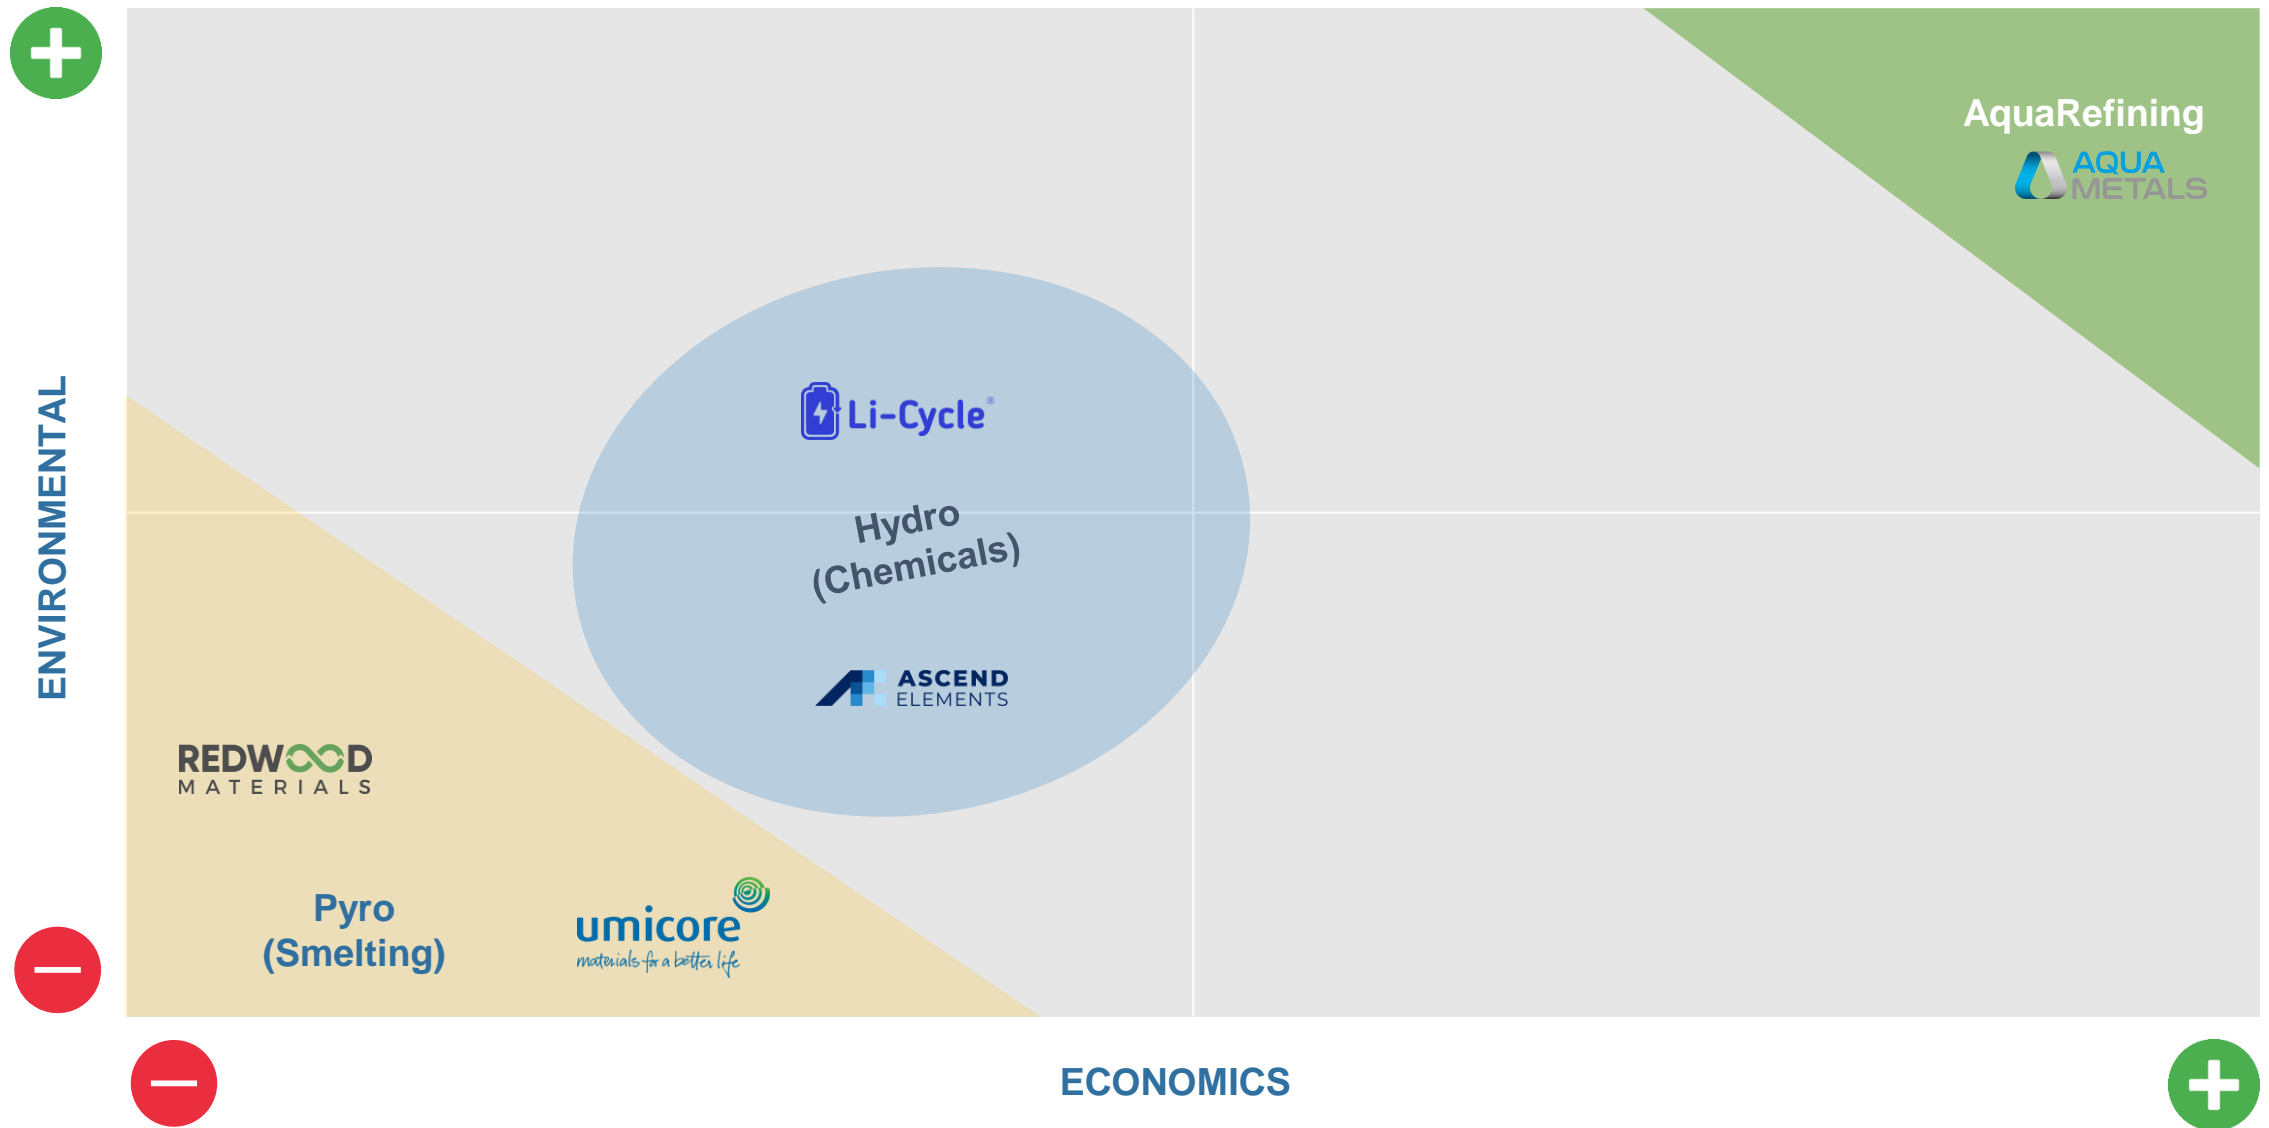 AquaRefining
AQUA
METALS
ENVIRONMENTAL
Li-Cycle®
Hydro
(Chemicals)
ASCEND
ELEMENTS
REDWOOD
MATERIALS
Pyro
(Smelting)
umicore
materials for a better life
ECONOMICS